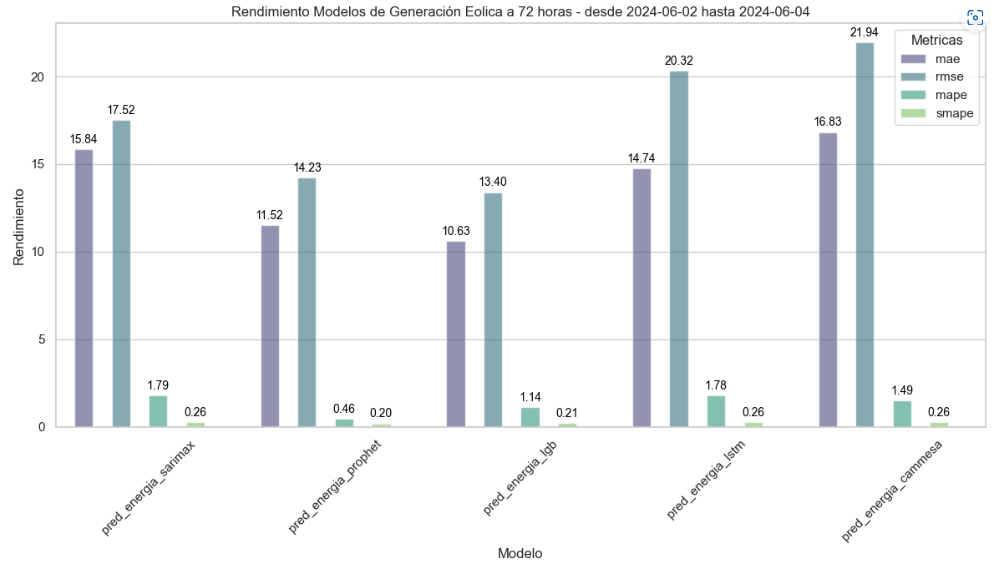 Rendimiento Modelos de Generación Eolica a 72 horas - desde 2024-06-02 hasta 2024-06-04
Metricas
mae
rmse
mape
smape
Rendimiento
20
15
10
5
0
15.84
17.52
1.79
0.26
11.52
14.23
0.46
0.20
10.63
13.40
1.14
0.21
14.74
20.32
1.78
0.26
16.83
21.94
1.49
0.26
pred_energia_sarimax
pred_energia_prophet
pred_energia_lgb
pred_energia_lstm
pred_energia_cammesa
Modelo